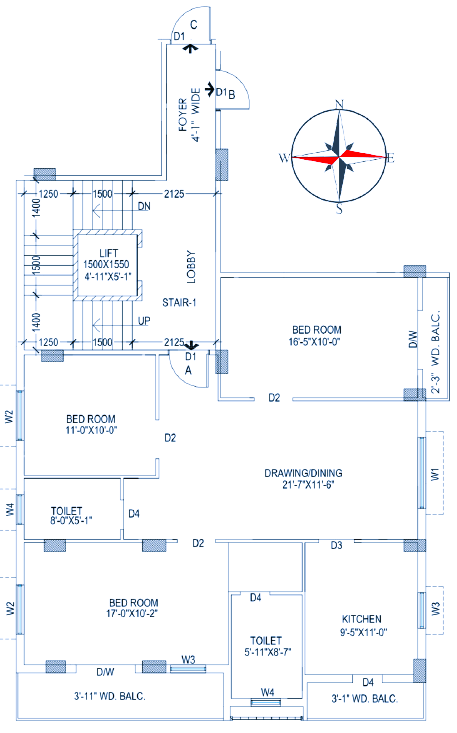 C
D1
D1
B
FOYER
4'-1" WIDE
N
W
E
S
1250
1500
2125
1400
DN
1500
LIFT
1500X1550
4'-11"X5'-1"
LOBBY
STAIR-1
1400
UP
1250
1500
2125
D1
A
BED ROOM
16'-5"X10'-0"
D/W
2'-3" WD. BALC.
D2
W2
BED ROOM
11'-0"X10'-0"
D2
DRAWING/DINING
21'-7"X11'-6"
W1
W4
TOILET
8'-0"X5'-1"
D4
D2
D3
W2
BED ROOM
17'-0"X10'-2"
D4
TOILET
5'-11"X8'-7"
KITCHEN
9'-5"X11'-0"
W3
W3
D/W
W4
D4
3'-11" WD. BALC.
3'-1" WD. BALC.